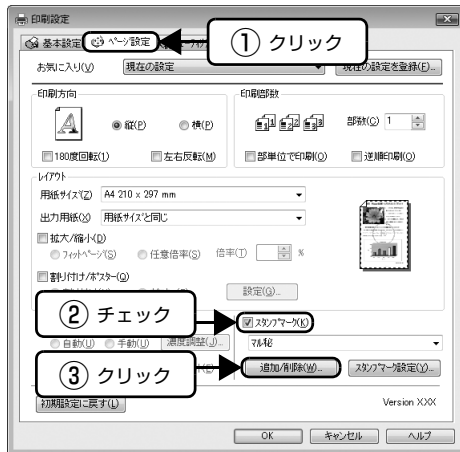 印刷設定
基本設定
ページ設定
① クリック
お気に入り(V)
現在の設定
現在の設定を登録(F)...
印刷方向
縦(P)
横(R)
180度回転(1)
左右反転(M)
印刷部数
部数(C) 1
部単位で印刷(O)
逆順印刷(O)
レイアウト
用紙サイズ(Z) A4 210 x 297 mm
出力用紙(X) 用紙サイズと同じ
拡大/縮小(D)
フィットページ(S)
任意倍率(S)
倍率(T)
%
割り付け/ポスター(Q)
設定(G)...
② チェック
スタンプマーク(K)
自動(U)
手動(U)
濃度調整(J)...
マル秘
③ クリック
追加/削除(W)...
スタンプマーク設定(Y)...
初期設定に戻す(L)
Version X.XX
OK
キャンセル
ヘルプ